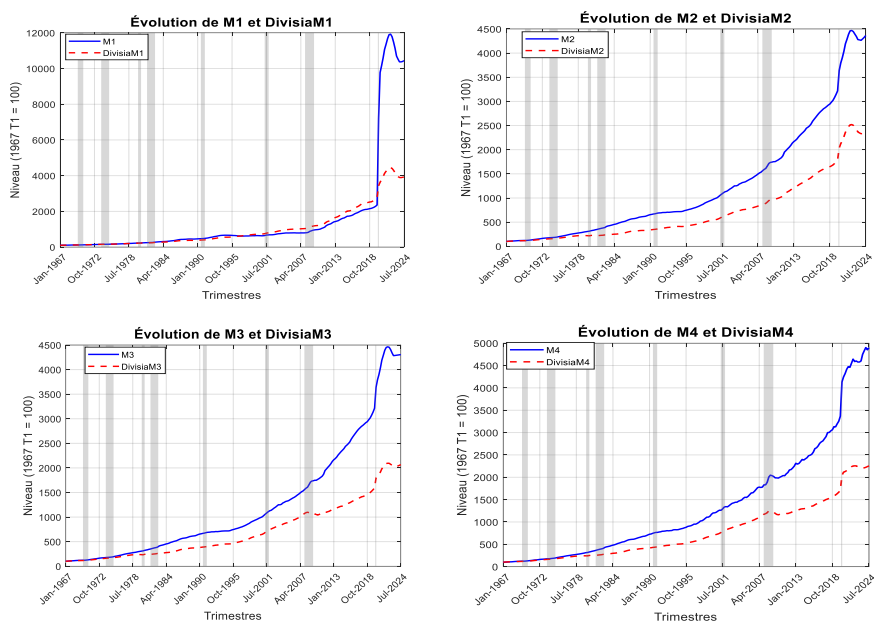 Évolution de M1 et DivisiaM1
M1
DivisiaM1
12000
10000
8000
6000
4000
2000
0
Niveau (1967 T1 = 100)
Jan-1967
Oct-1972
Jul-1978
Apr-1984
Jan-1990
Oct-1995
Jul-2001
Apr-2007
Jan-2013
Oct-2018
Jul-2024
Trimestres
Évolution de M2 et DivisiaM2
M2
DivisiaM2
4500
4000
3500
3000
2500
2000
1500
1000
500
0
Niveau (1967 T1 = 100)
Jan-1967
Oct-1972
Jul-1978
Apr-1984
Jan-1990
Oct-1995
Jul-2001
Apr-2007
Jan-2013
Oct-2018
Jul-2024
Trimestres
Évolution de M3 et DivisiaM3
M3
DivisiaM3
4500
4000
3500
3000
2500
2000
1500
1000
500
0
Niveau (1967 T1 = 100)
Jan-1967
Oct-1972
Jul-1978
Apr-1984
Jan-1990
Oct-1995
Jul-2001
Apr-2007
Jan-2013
Oct-2018
Jul-2024
Trimestres
Évolution de M4 et DivisiaM4
M4
DivisiaM4
5000
4500
4000
3500
3000
2500
2000
1500
1000
500
0
Niveau (1967 T1 = 100)
Jan-1967
Oct-1972
Jul-1978
Apr-1984
Jan-1990
Oct-1995
Jul-2001
Apr-2007
Jan-2013
Oct-2018
Jul-2024
Trimestres